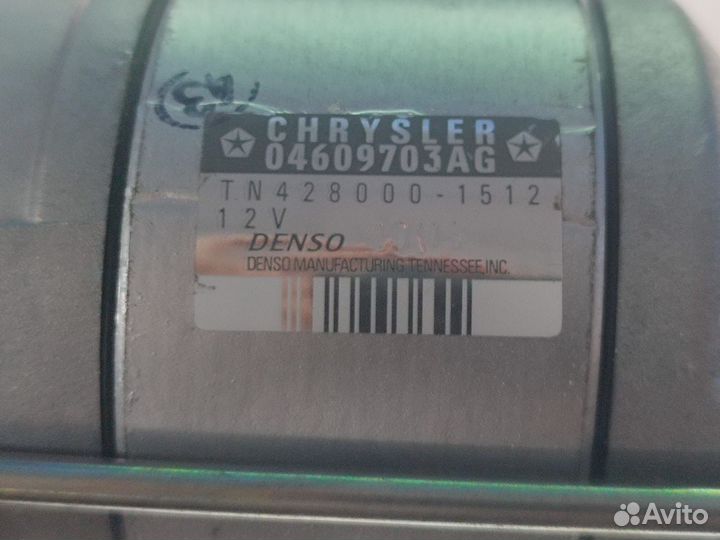 CHRYSLER
04609703AG
TN428000-1512
12V
DENSO
DENSO MANUFACTURING TENNESSEE, INC.
Avito